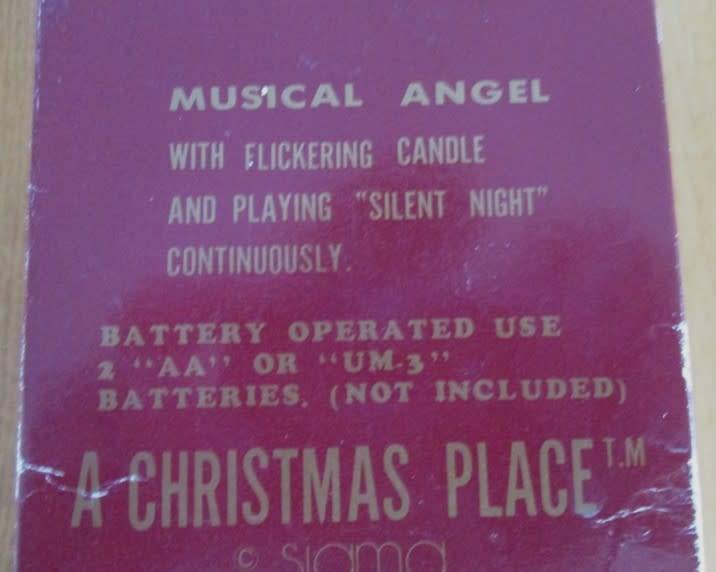 MUSICAL ANGEL
WITH FLICKERING CANDLE
AND PLAYING "SILENT NIGHT"
CONTINUOUSLY.
BATTERY OPERATED USE
2 "AA" OR "UM-3"
BATTERIES. (NOT INCLUDED)
A CHRISTMAS PLACE T.M
© sigma